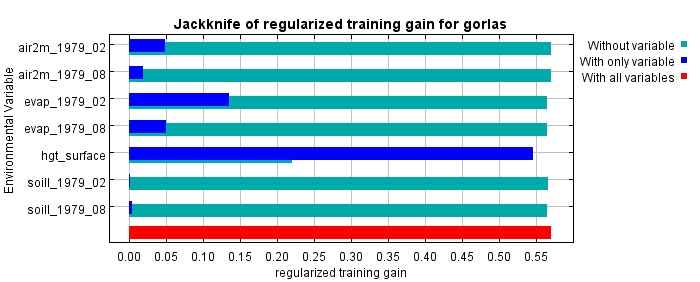 Jackknife of regularized training gain for gorlas
Environmental Variable
air2m_1979_02
air2m_1979_08
evap_1979_02
evap_1979_08
hgt_surface
soill_1979_02
soill_1979_08
0.00 0.05 0.10 0.15 0.20 0.25 0.30 0.35 0.40 0.45 0.50 0.55
regularized training gain
Without variable
With only variable
With all variables